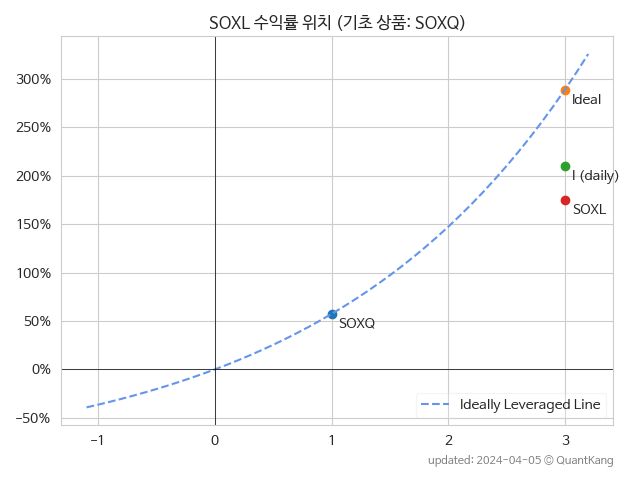 SOXL 수익률 위치 (기초 상품: SOXQ)
300%
250%
200%
150%
100%
50%
0%
−50%
Ideal
I (daily)
SOXL
SOXQ
Ideally Leveraged Line
−1
0
1
2
3
updated: 2024-04-05 © QuantKang